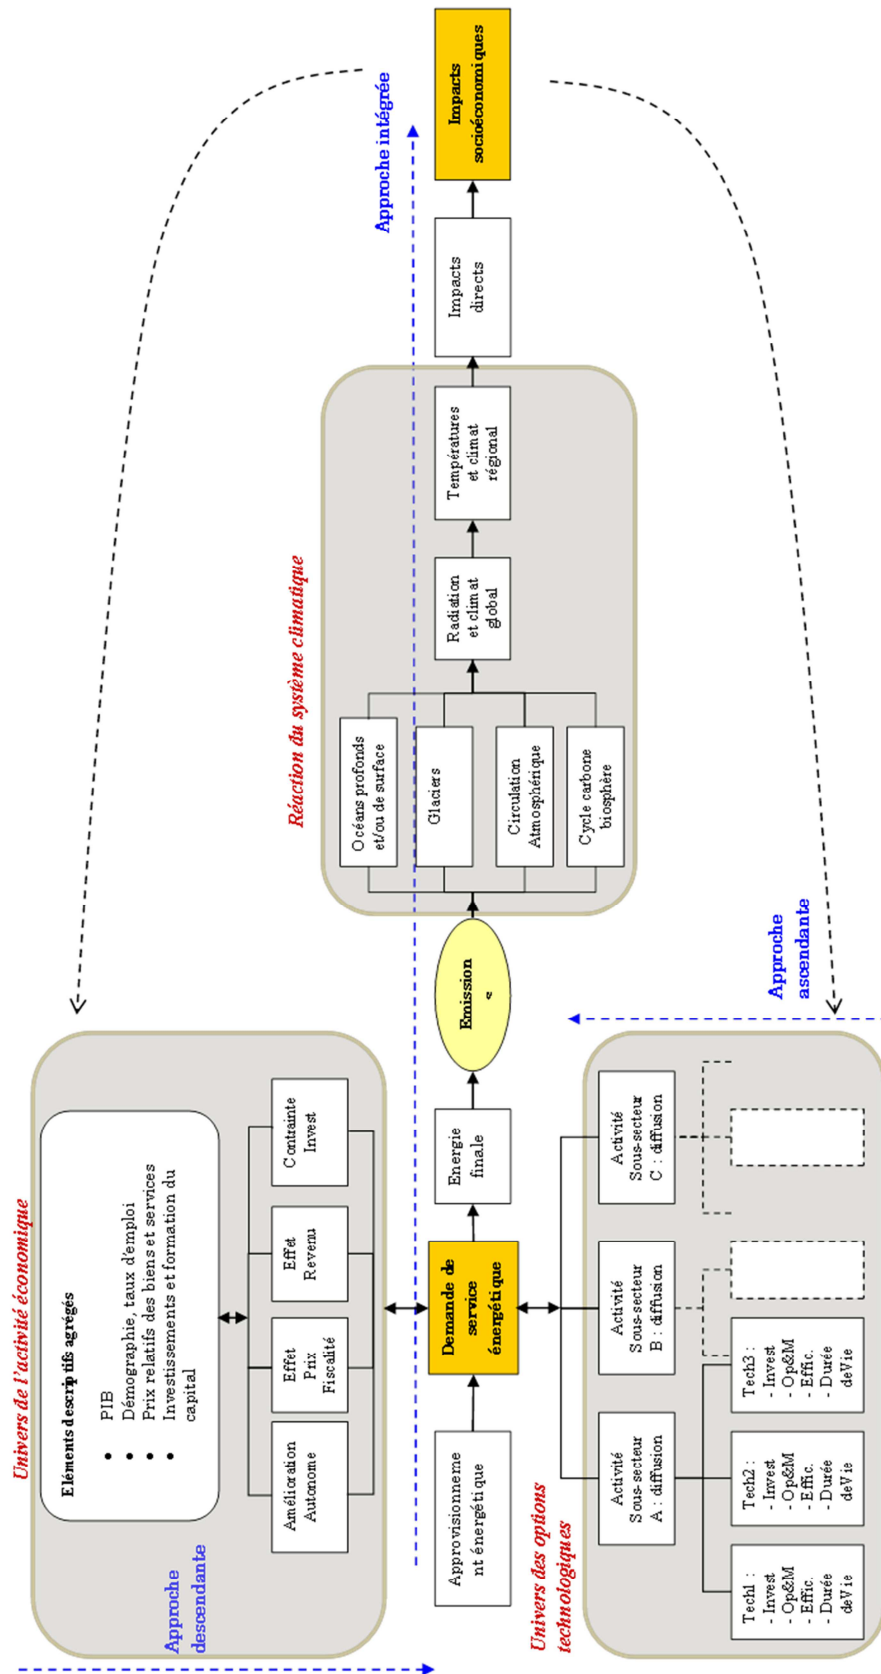 Univers de l'activité économique
Approche
descendante
Eléments descriptifs agrégés
• PIB
• Démographie, taux d'emploi
• Prix relatifs des biens et services
• Investissements et formation du
capital
Amélioration
Autonome
Effet
Prix
Fiscalité
Effet
Revenu
Contrainte
Invest
Approche intégrée
Réaction du système climatique
Approvisionneme
nt énergétique
Demande de
service
énergétique
Energie
finale
Emission
s
Océans profonds
et/ou de surface
Glaciers
Circulation
Atmosphérique
Cycle carbone
biosphère
Radiation
et climat
global
Températures
et climat
régional
Impacts
directs
Impacts
socioéconomiques
Univers des options
technologiques
Approche
ascendante
Activité
Sous-secteur
A : diffusion
Activité
Sous-secteur
B : diffusion
Activité
Sous-secteur
C : diffusion
Tech1 :
- Invest
- Op&M
- Effic.
- Durée
deVie
Tech2 :
- Invest
- Op&M
- Effic.
- Durée
deVie
Tech3 :
- Invest
- Op&M
- Effic.
- Durée
deVie